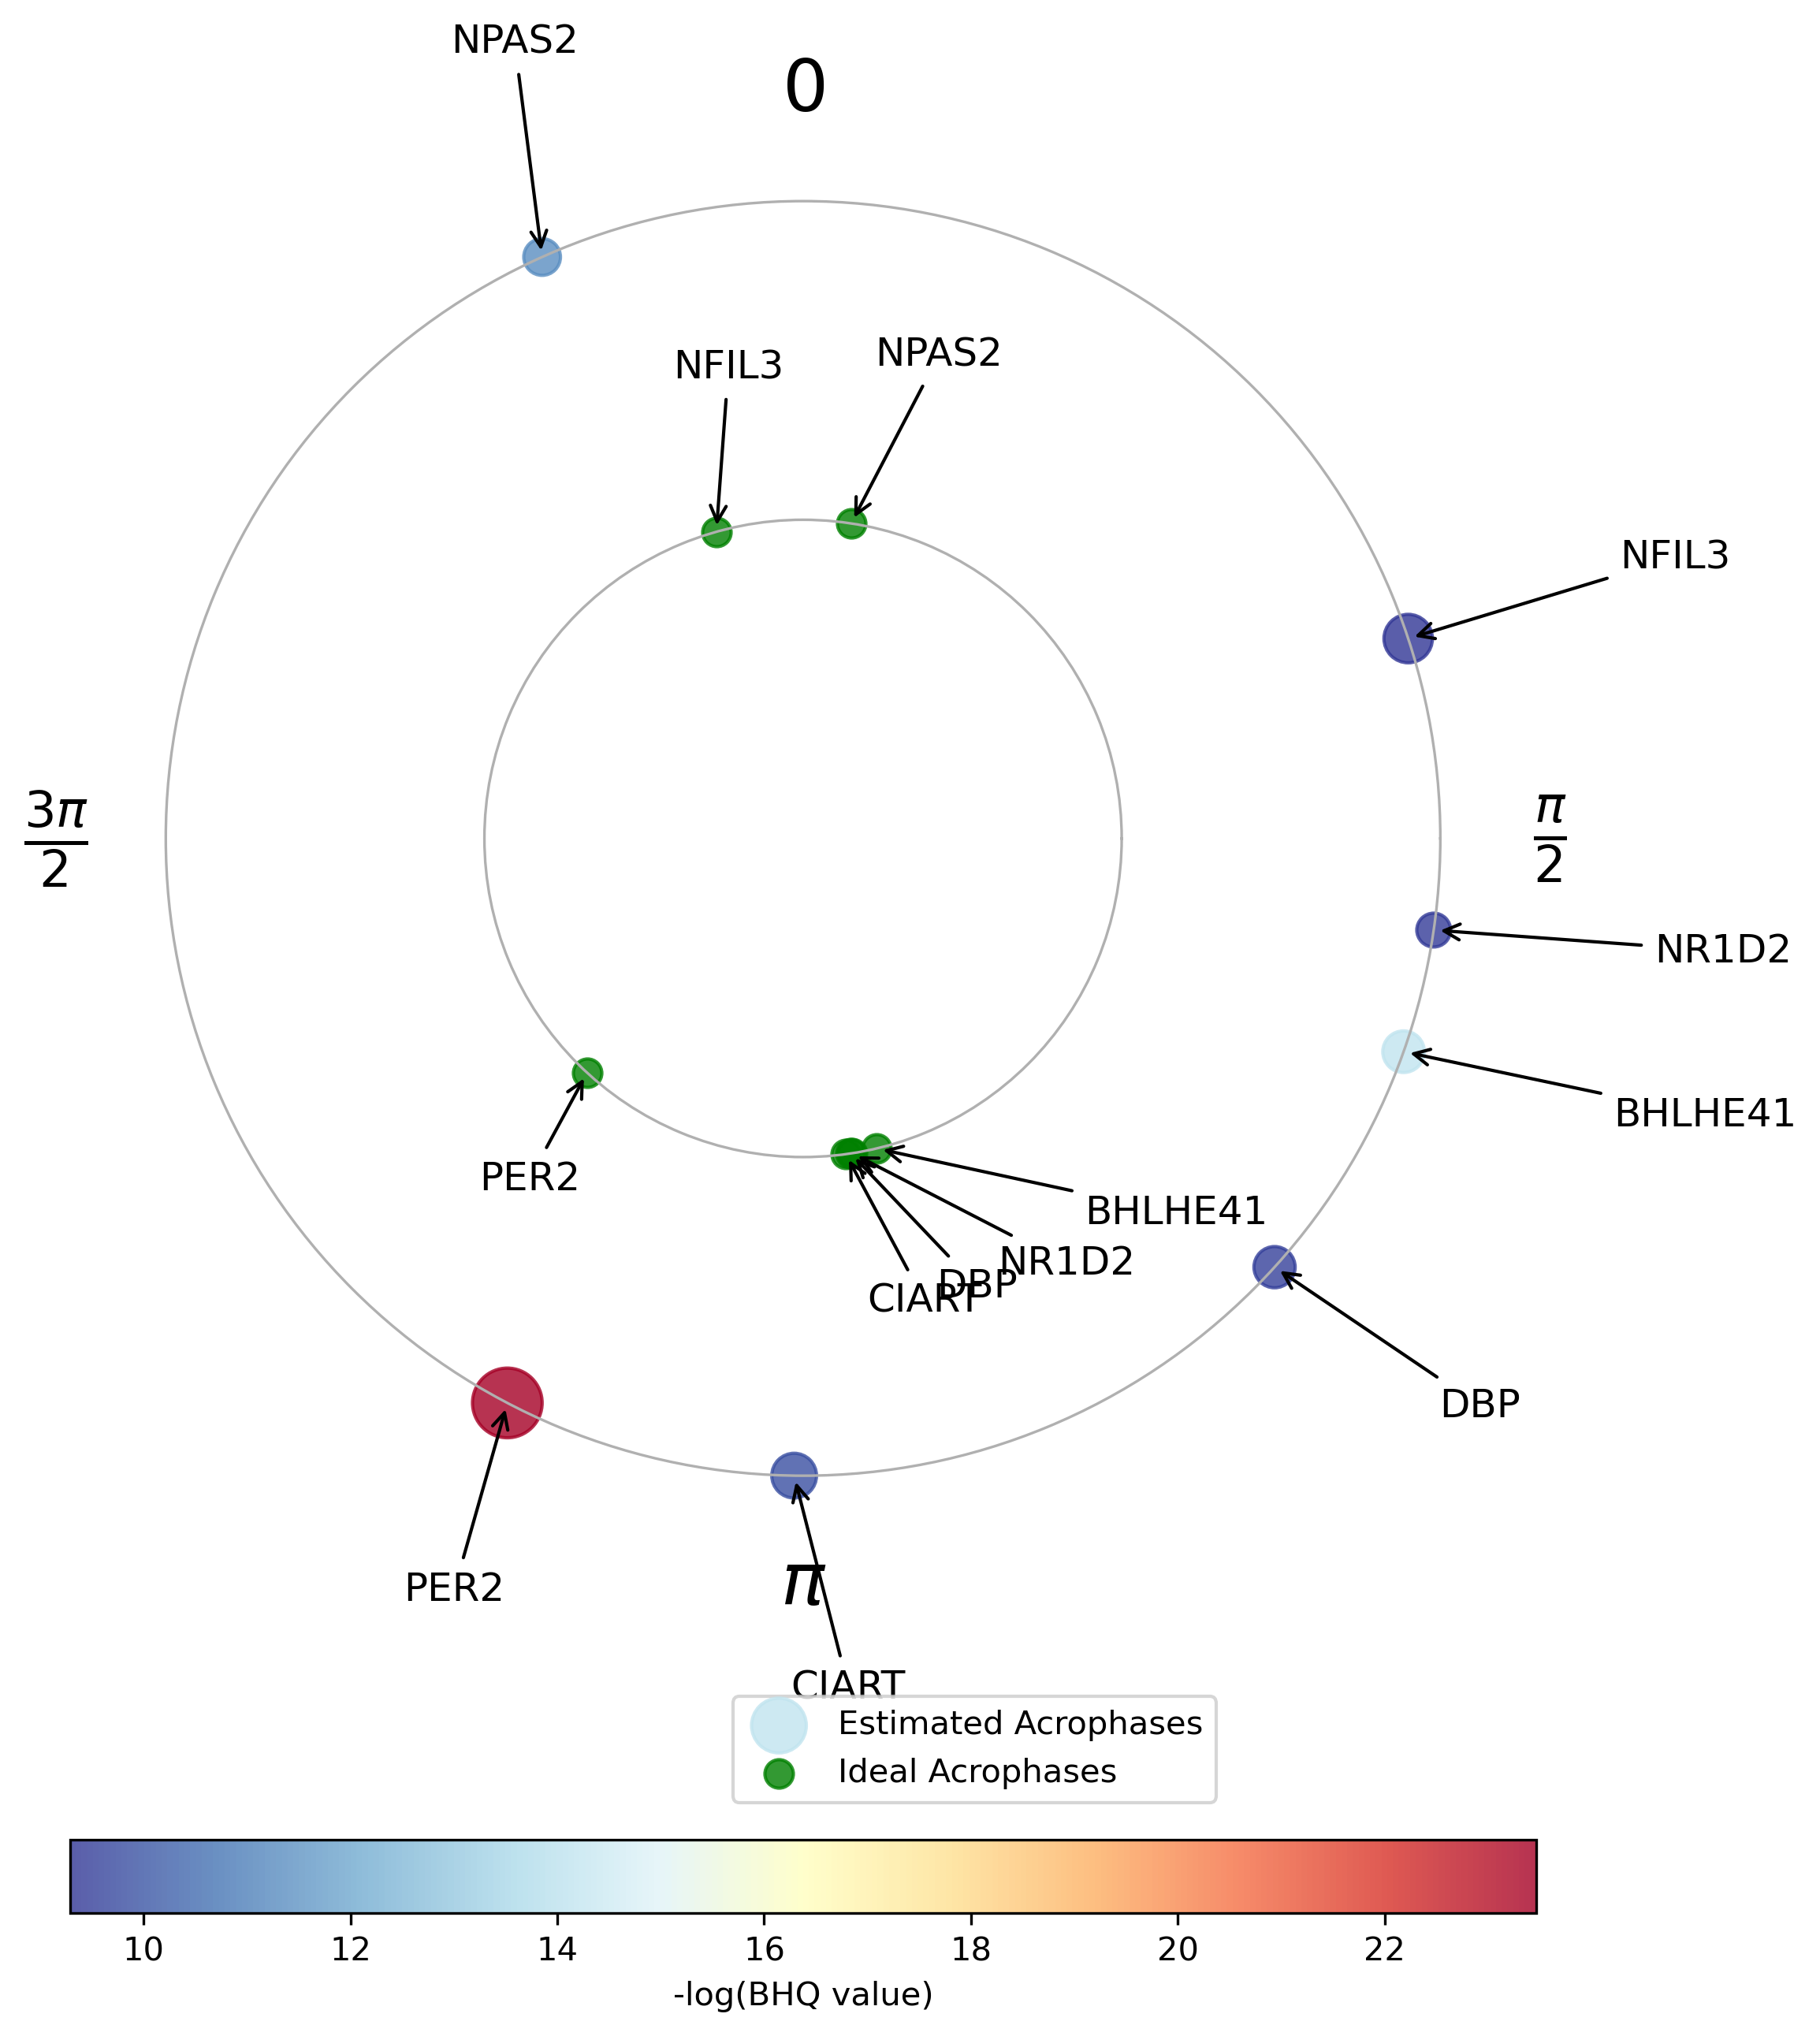 NPAS2
0
NFIL3
NPAS2
NFIL3
3π/2
π/2
NR1D2
BHLHE41
PER2
BHLHE41
NR1D2
DBP
CIART
DBP
PER2
π
CIART
Estimated Acrophases
Ideal Acrophases
10 12 14 16 18 20 22
-log(BHQ value)